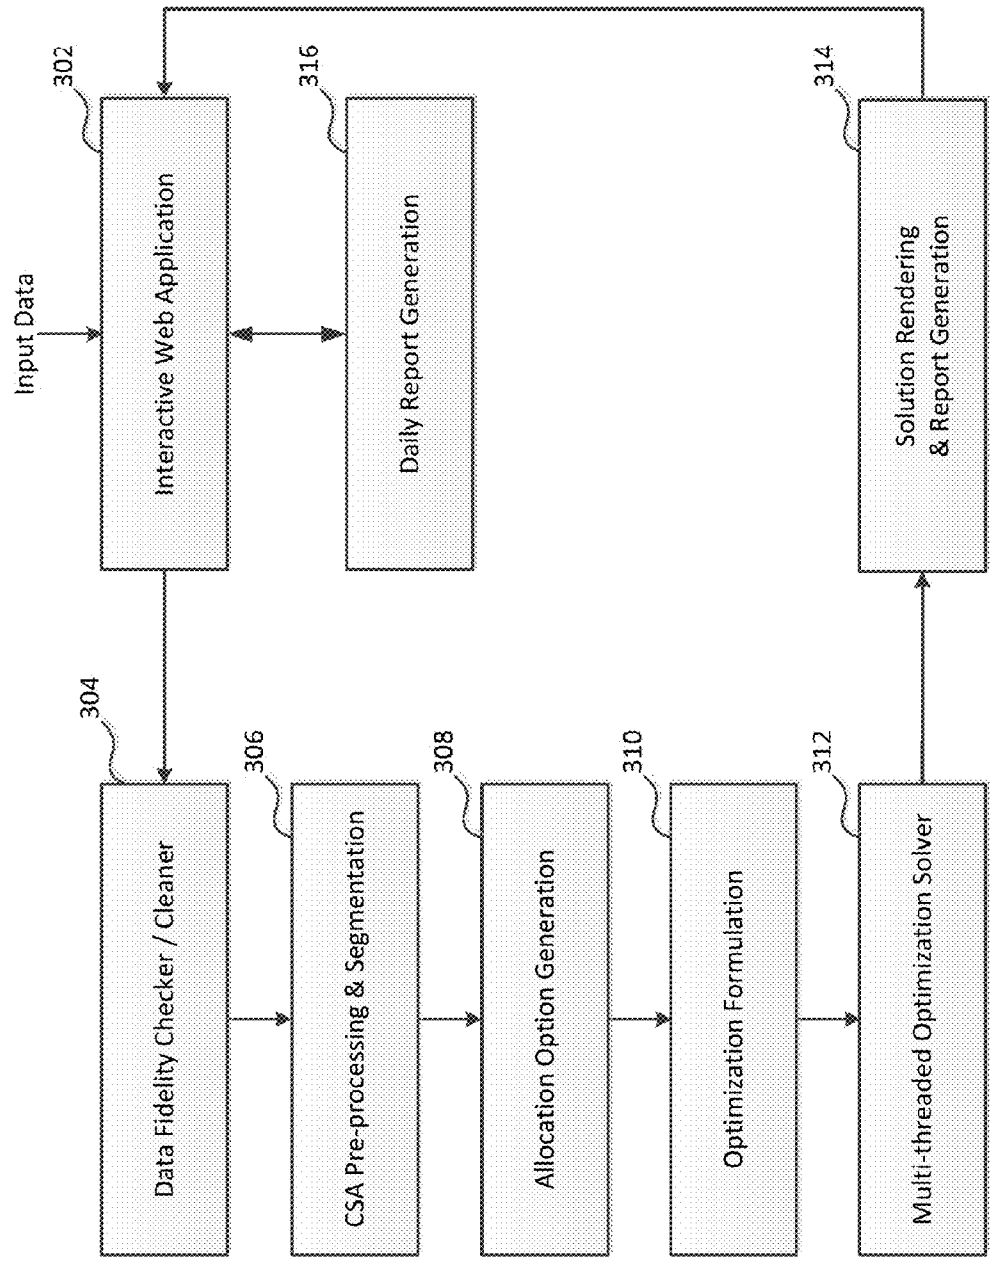 Input Data
302
Interactive Web Application
316
Daily Report Generation
304
Data Fidelity Checker / Cleaner
306
CSA Pre-processing & Segmentation
308
Allocation Option Generation
310
Optimization Formulation
312
Multi-threaded Optimization Solver
314
Solution Rendering
& Report Generation